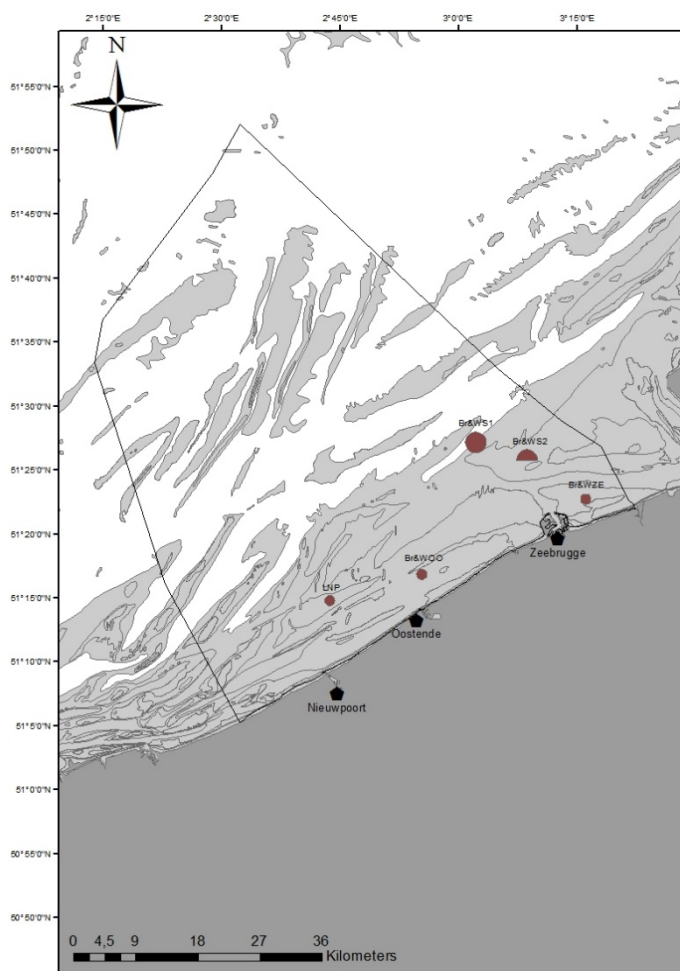 2°15'0"E 2°30'0"E 2°45'0"E 3°0'0"E 3°15'0"E
N
51°55'0"N
51°50'0"N
51°45'0"N
51°40'0"N
51°35'0"N
51°30'0"N
Br&WS1
Br&WS2
51°25'0"N
Br&WZE
51°20'0"N
Zeebrugge
Br&WOO
LNP
51°15'0"N
Oostende
51°10'0"N
Nieuwpoort
51°5'0"N
51°0'0"N
50°55'0"N
50°50'0"N
0 4,5 9 18 27 36
Kilometers